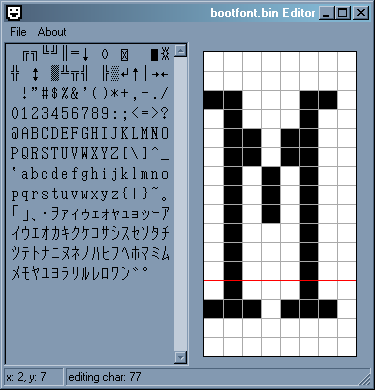 bootfont.bin Editor
File About
╔╗╚╝║═↓ ◊
╬ ↕ ▓╩╦╣ ╠░↵↑│→←
!"#$%&'()*+,-./
0123456789:;<=>?
@ABCDEFGHIJKLMNO
PQRSTUVWXYZ[\]^_
`abcdefghijklmno
pqrstuvwxyz{|}~。
「」、・ヲァィゥェォャュョッーア
イウエオカキクケコサシスセソタチ
ツテトナニヌネノハヒフヘホマミム
メモヤユヨラリルレロワン゙゚
x: 2, y: 7
editing char: 77